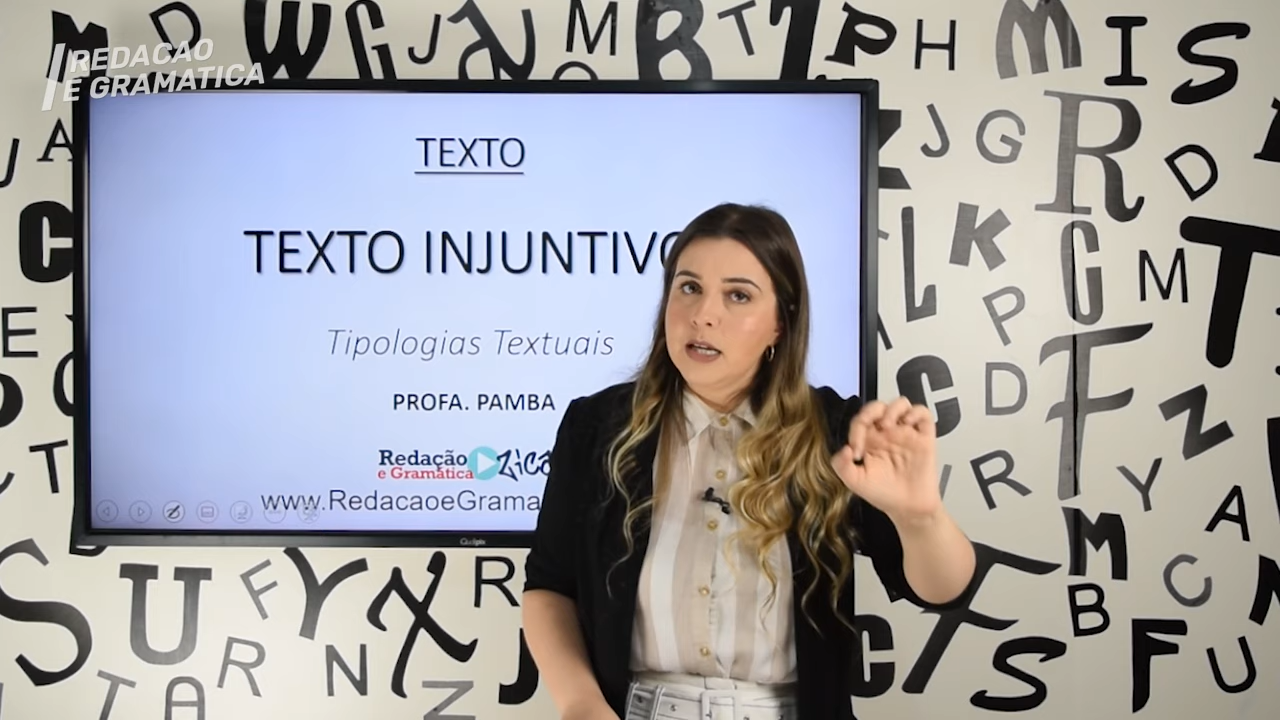 REDACAO
E GRAMATICA
TEXTO
TEXTO INJUNTIVO
Tipologias Textuais
PROFA. PAMBA
Redação
e Gramática
www.RedacaoeGrama